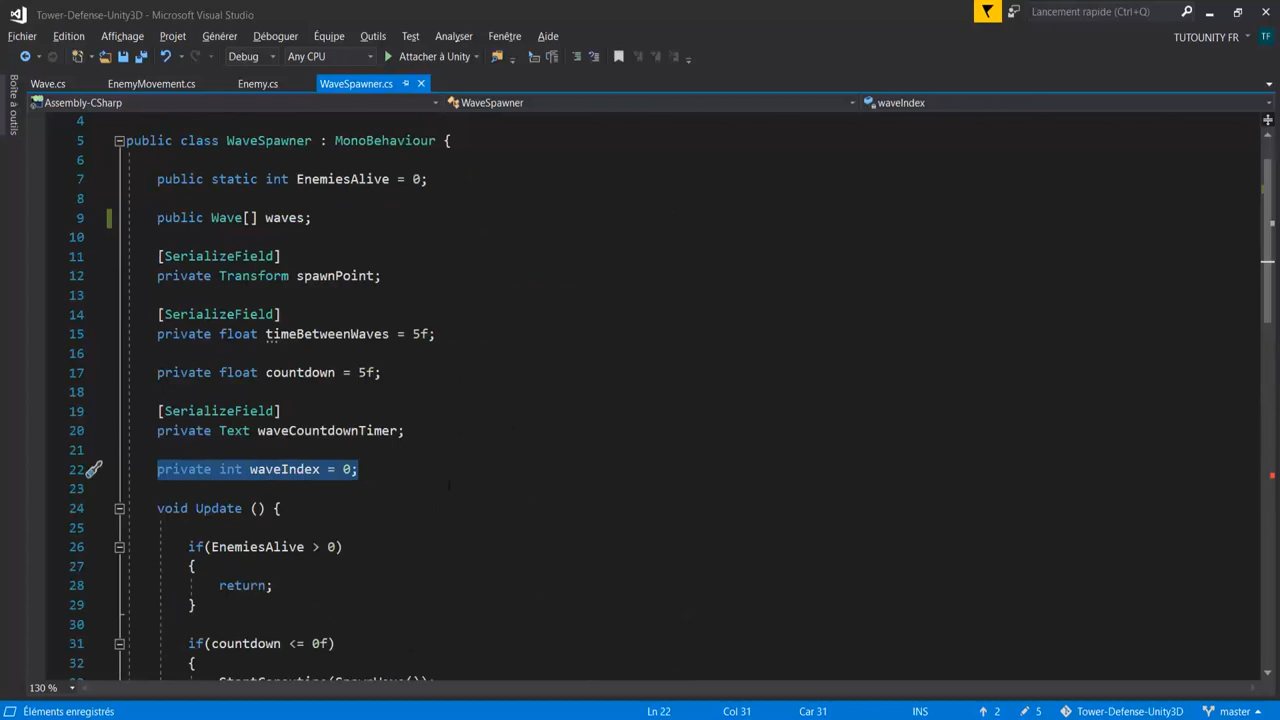 Tower-Defense-Unity3D - Microsoft Visual Studio
Lancement rapide (Ctrl+Q)
Fichier Edition Affichage Projet Générer Déboguer Équipe Outils Test Analyser Fenêtre Aide
TUTOUNITY FR
TF
Debug Any CPU Attacher à Unity
Boîte à outils
Wave.cs EnemyMovement.cs Enemy.cs WaveSpawner.cs
Assembly-CSharp WaveSpawner waveIndex
4
5 public class WaveSpawner : MonoBehaviour {
6
7 public static int EnemiesAlive = 0;
8
9 public Wave[] waves;
10
11 [SerializeField]
12 private Transform spawnPoint;
13
14 [SerializeField]
15 private float timeBetweenWaves = 5f;
16
17 private float countdown = 5f;
18
19 [SerializeField]
20 private Text waveCountdownTimer;
21
22 private int waveIndex = 0;
23
24 void Update () {
25
26 if(EnemiesAlive > 0)
27 {
28 return;
29 }
30
31 if(countdown <= 0f)
32 {
StartCoroutine(SpawnWave());
130 %
Éléments enregistrés Ln 22 Col 31 Car 31 INS 2 5 Tower-Defense-Unity3D master